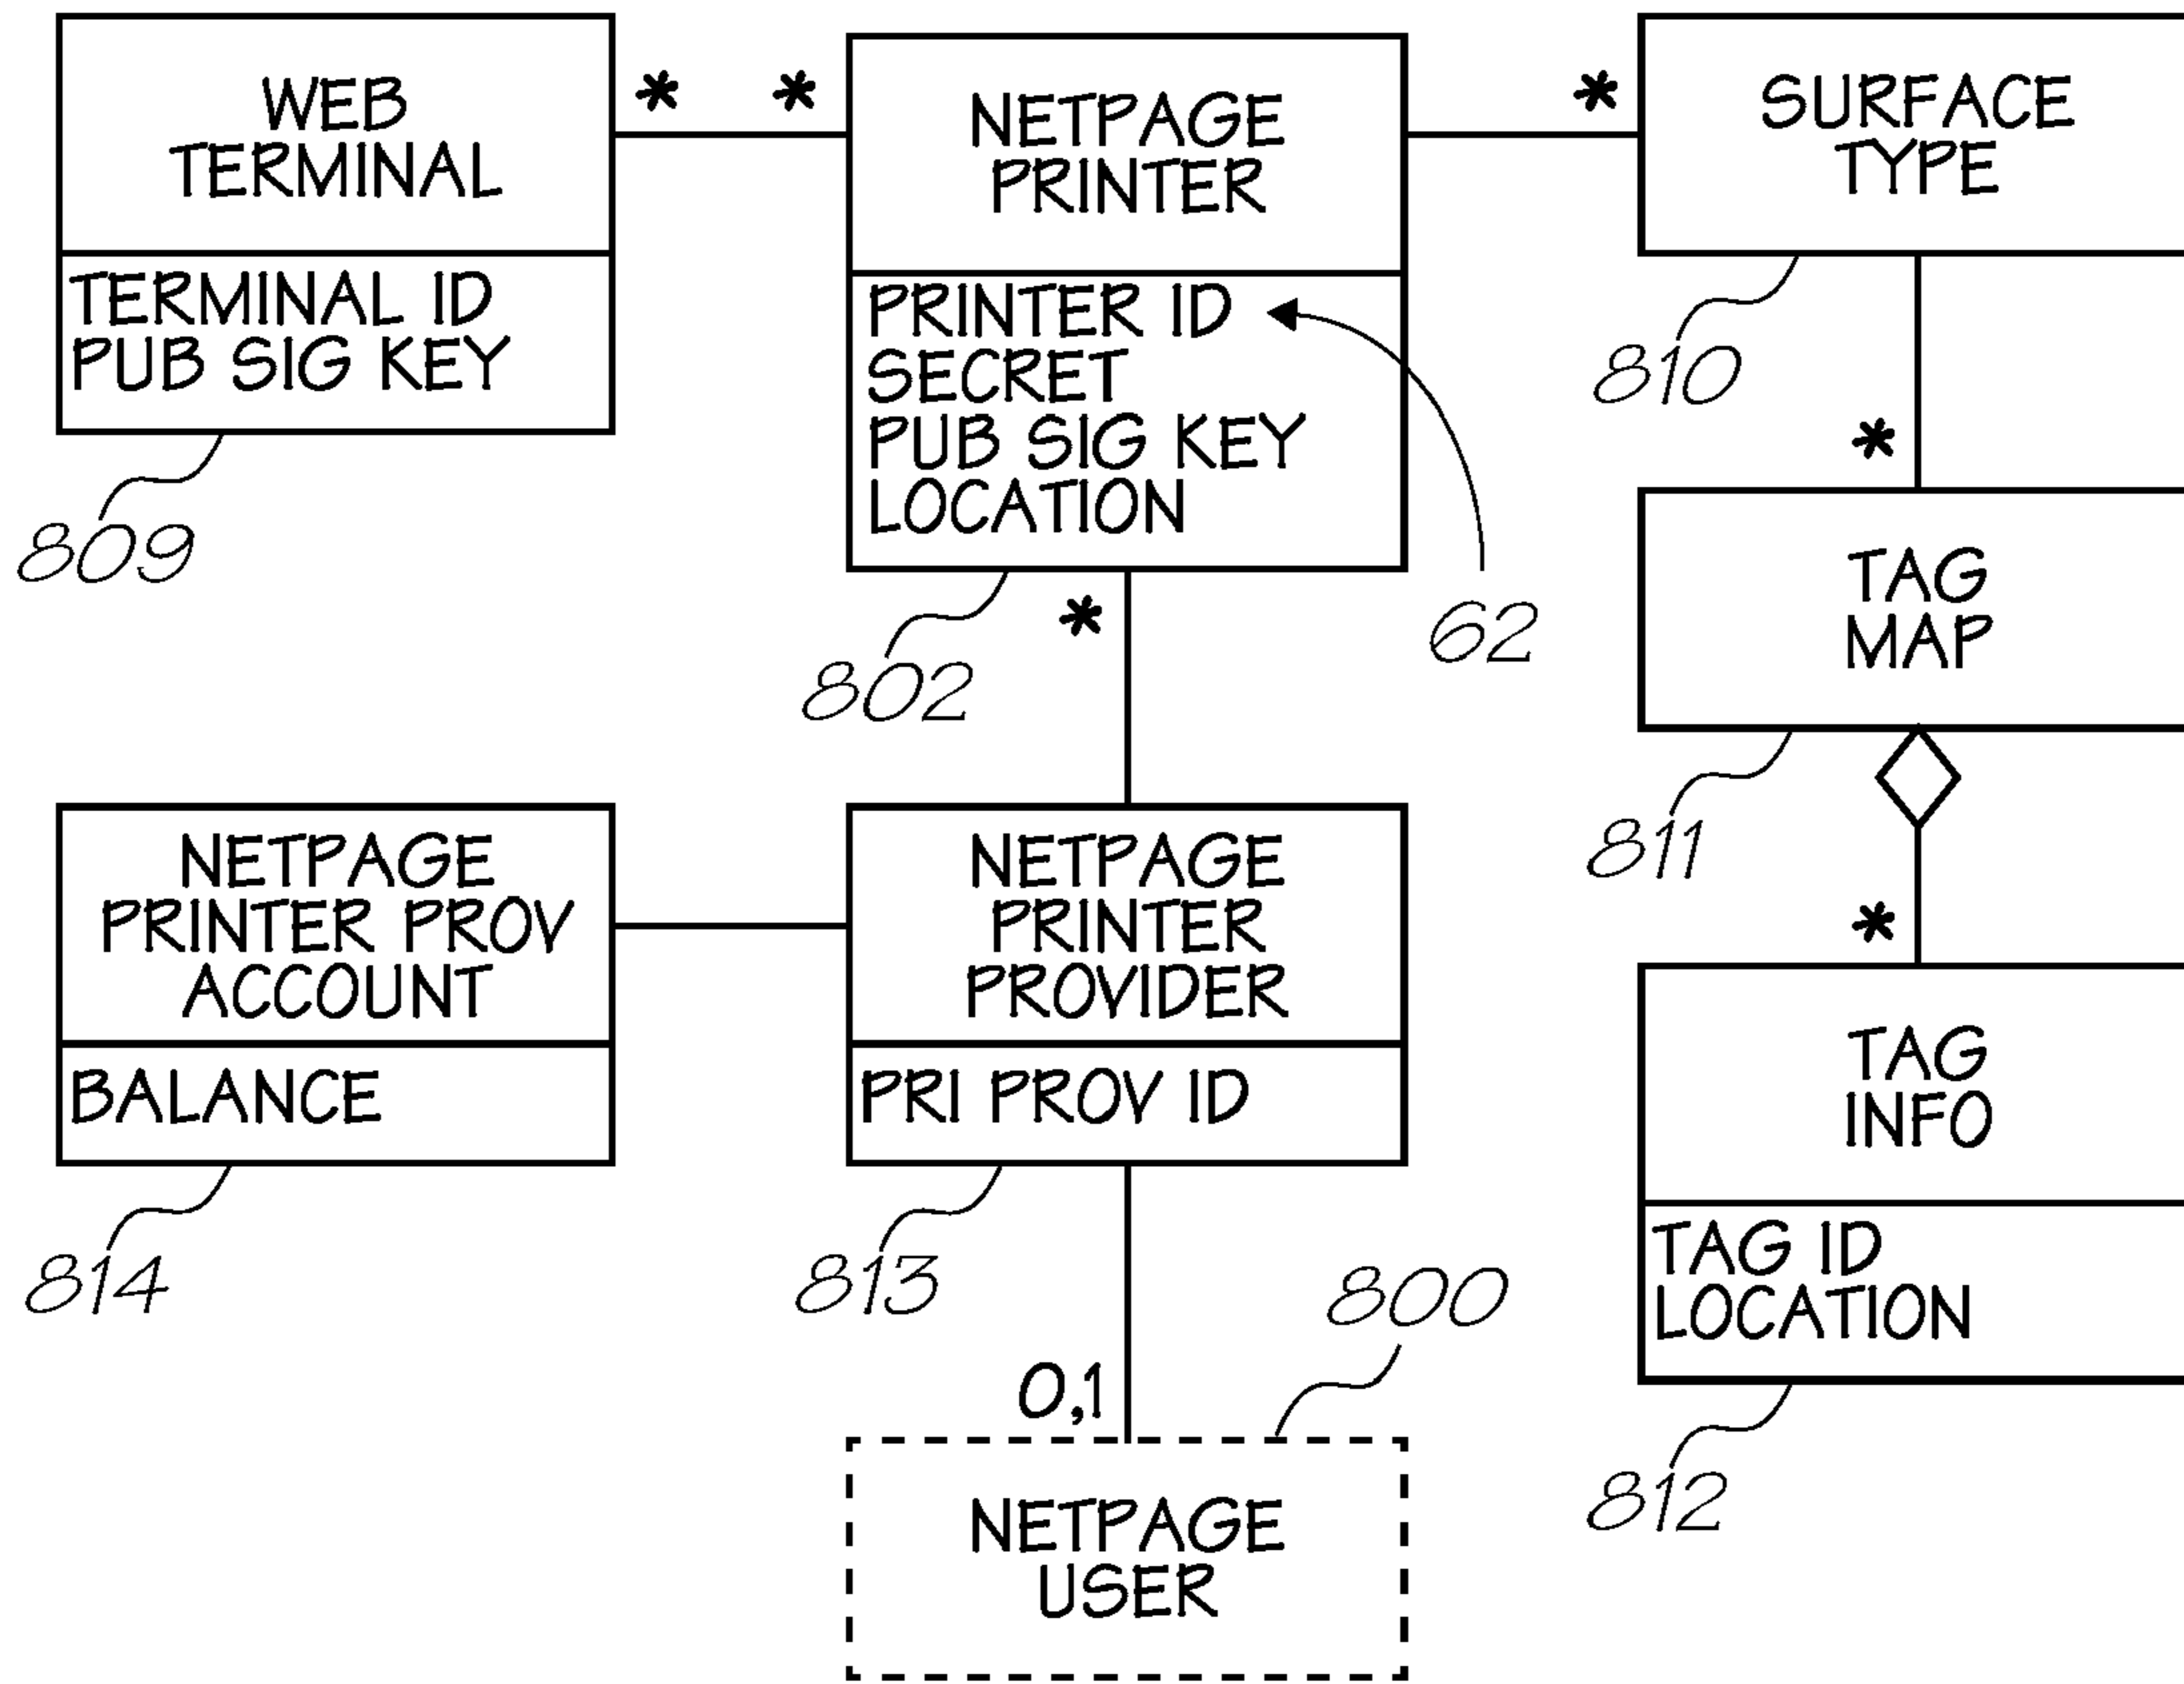 WEB
TERMINAL
TERMINAL ID
PUB SIG KEY
809
*
*
NETPAGE
PRINTER
PRINTER ID
SECRET
PUB SIG KEY
LOCATION
802
62
*
*
SURFACE
TYPE
810
*
TAG
MAP
811
*
TAG
INFO
TAG ID
LOCATION
812
NETPAGE
PRINTER PROV
ACCOUNT
BALANCE
814
NETPAGE
PRINTER
PROVIDER
PRI PROV ID
813
800
0,1
NETPAGE
USER